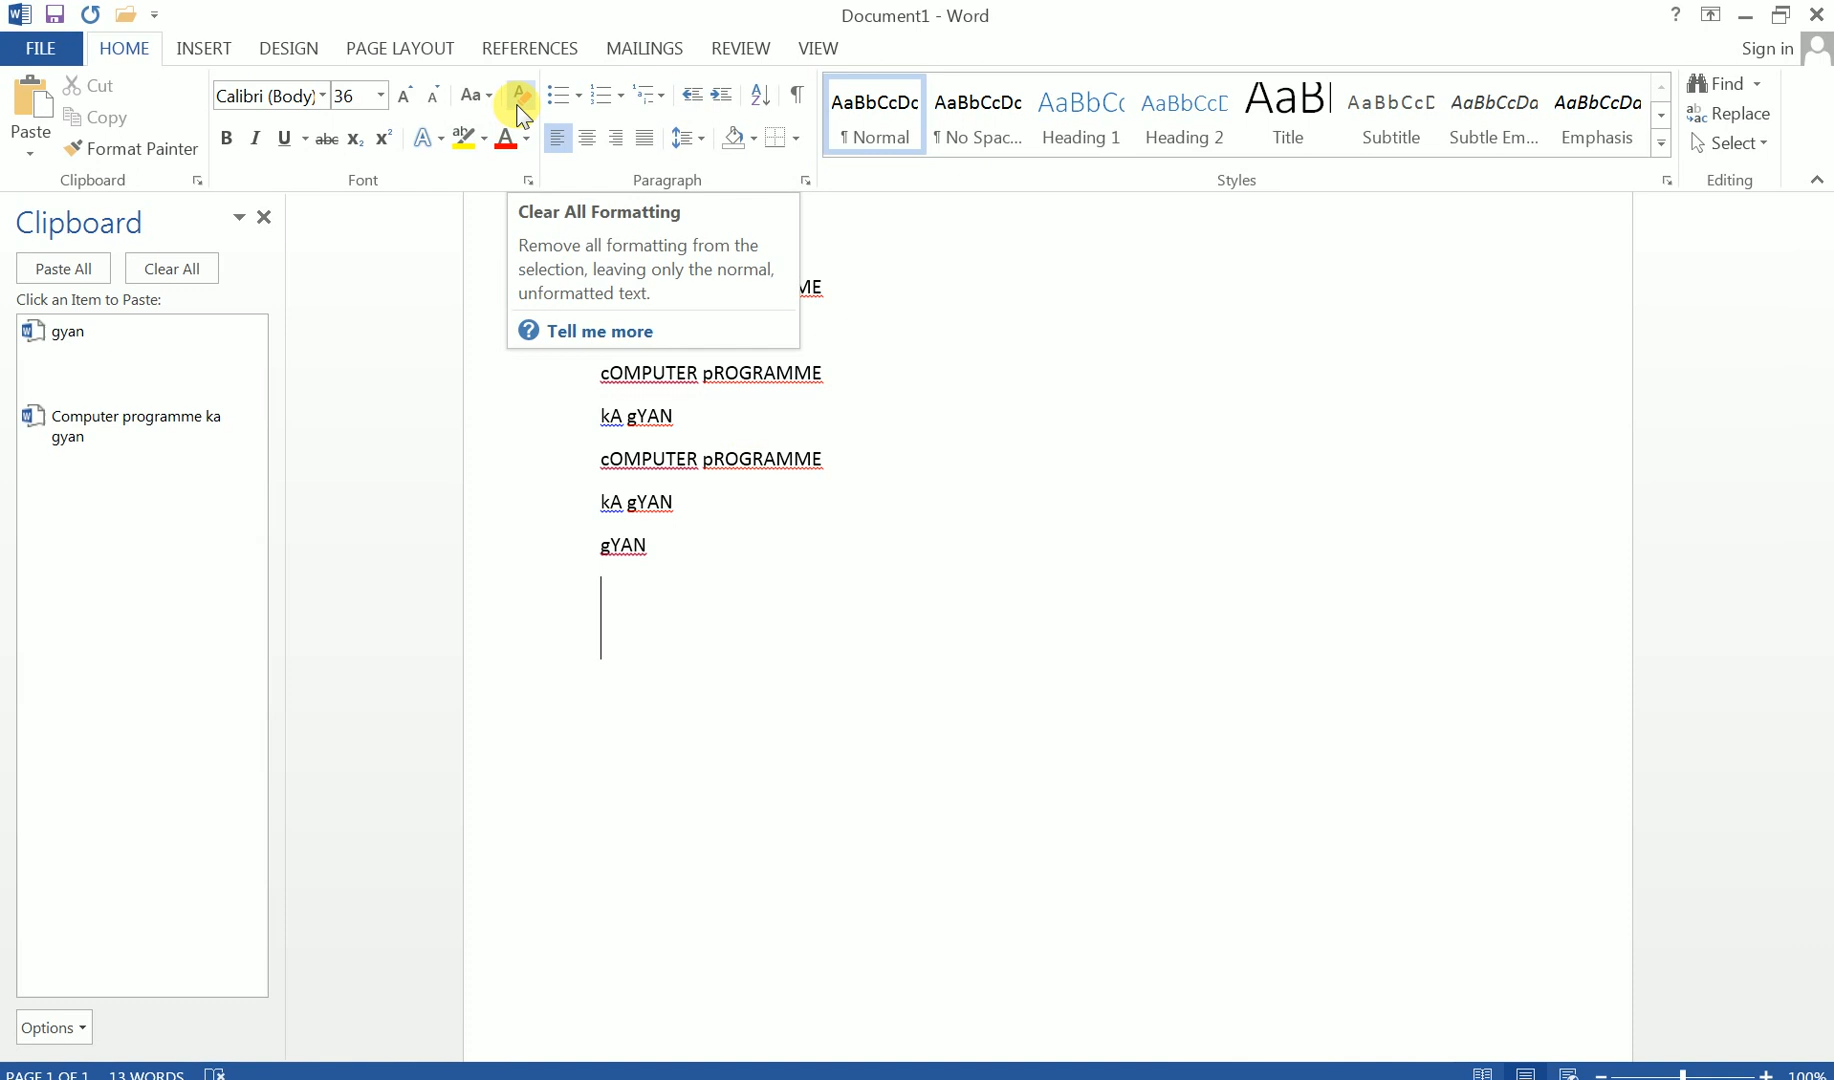 Document1 - Word
?
FILE
HOME
INSERT
DESIGN
PAGE LAYOUT
REFERENCES
MAILINGS
REVIEW
VIEW
Sign in
Paste
Cut
Copy
Format Painter
Clipboard
Calibri (Body)
36
Aa
B I U abc X₂ X²
A
Font
Paragraph
AaBbCcDc
¶ Normal
AaBbCcDc
¶ No Spac...
AaBbCc
Heading 1
AaBbCcD
Heading 2
AaB
Title
AaBbCcD
Subtitle
AaBbCcDa
Subtle Em...
AaBbCcDa
Emphasis
Styles
Find
Replace
Select
Editing
Clipboard
Paste All
Clear All
Click an Item to Paste:
gyan
Computer programme ka
gyan
Options
Clear All Formatting
Remove all formatting from the
selection, leaving only the normal,
unformatted text.
? Tell me more
ME
cOMPUTER pROGRAMME
kA gYAN
cOMPUTER pROGRAMME
kA gYAN
gYAN
PAGE 1 OF 1
13 WORDS
100%